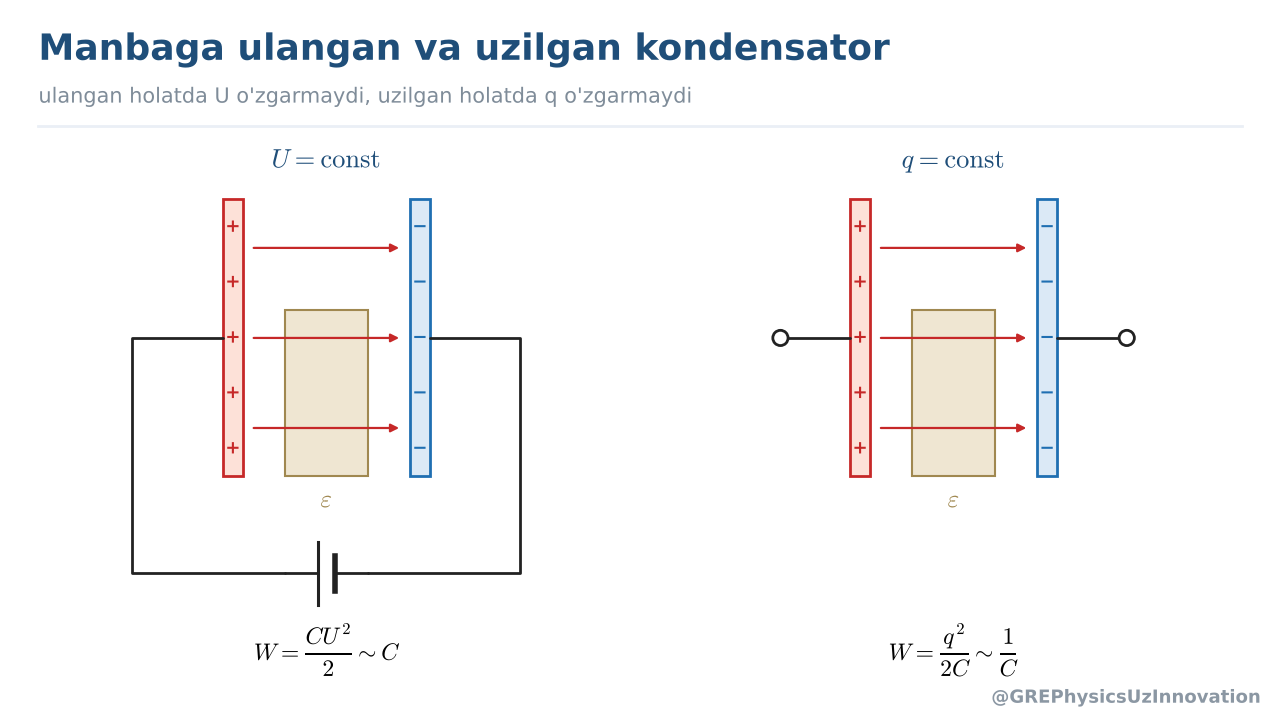 Manbaga ulangan va uzilgan kondensator
ulangan holatda U o'zgarmaydi, uzilgan holatda q o'zgarmaydi
U = const
q = const
+ − + −
+ − + −
+ − + −
+ − + −
+ − + −
ε ε
W = CU²/2 ~ C
W = q²/2C ~ 1/C
@GREPhysicsUzInnovation